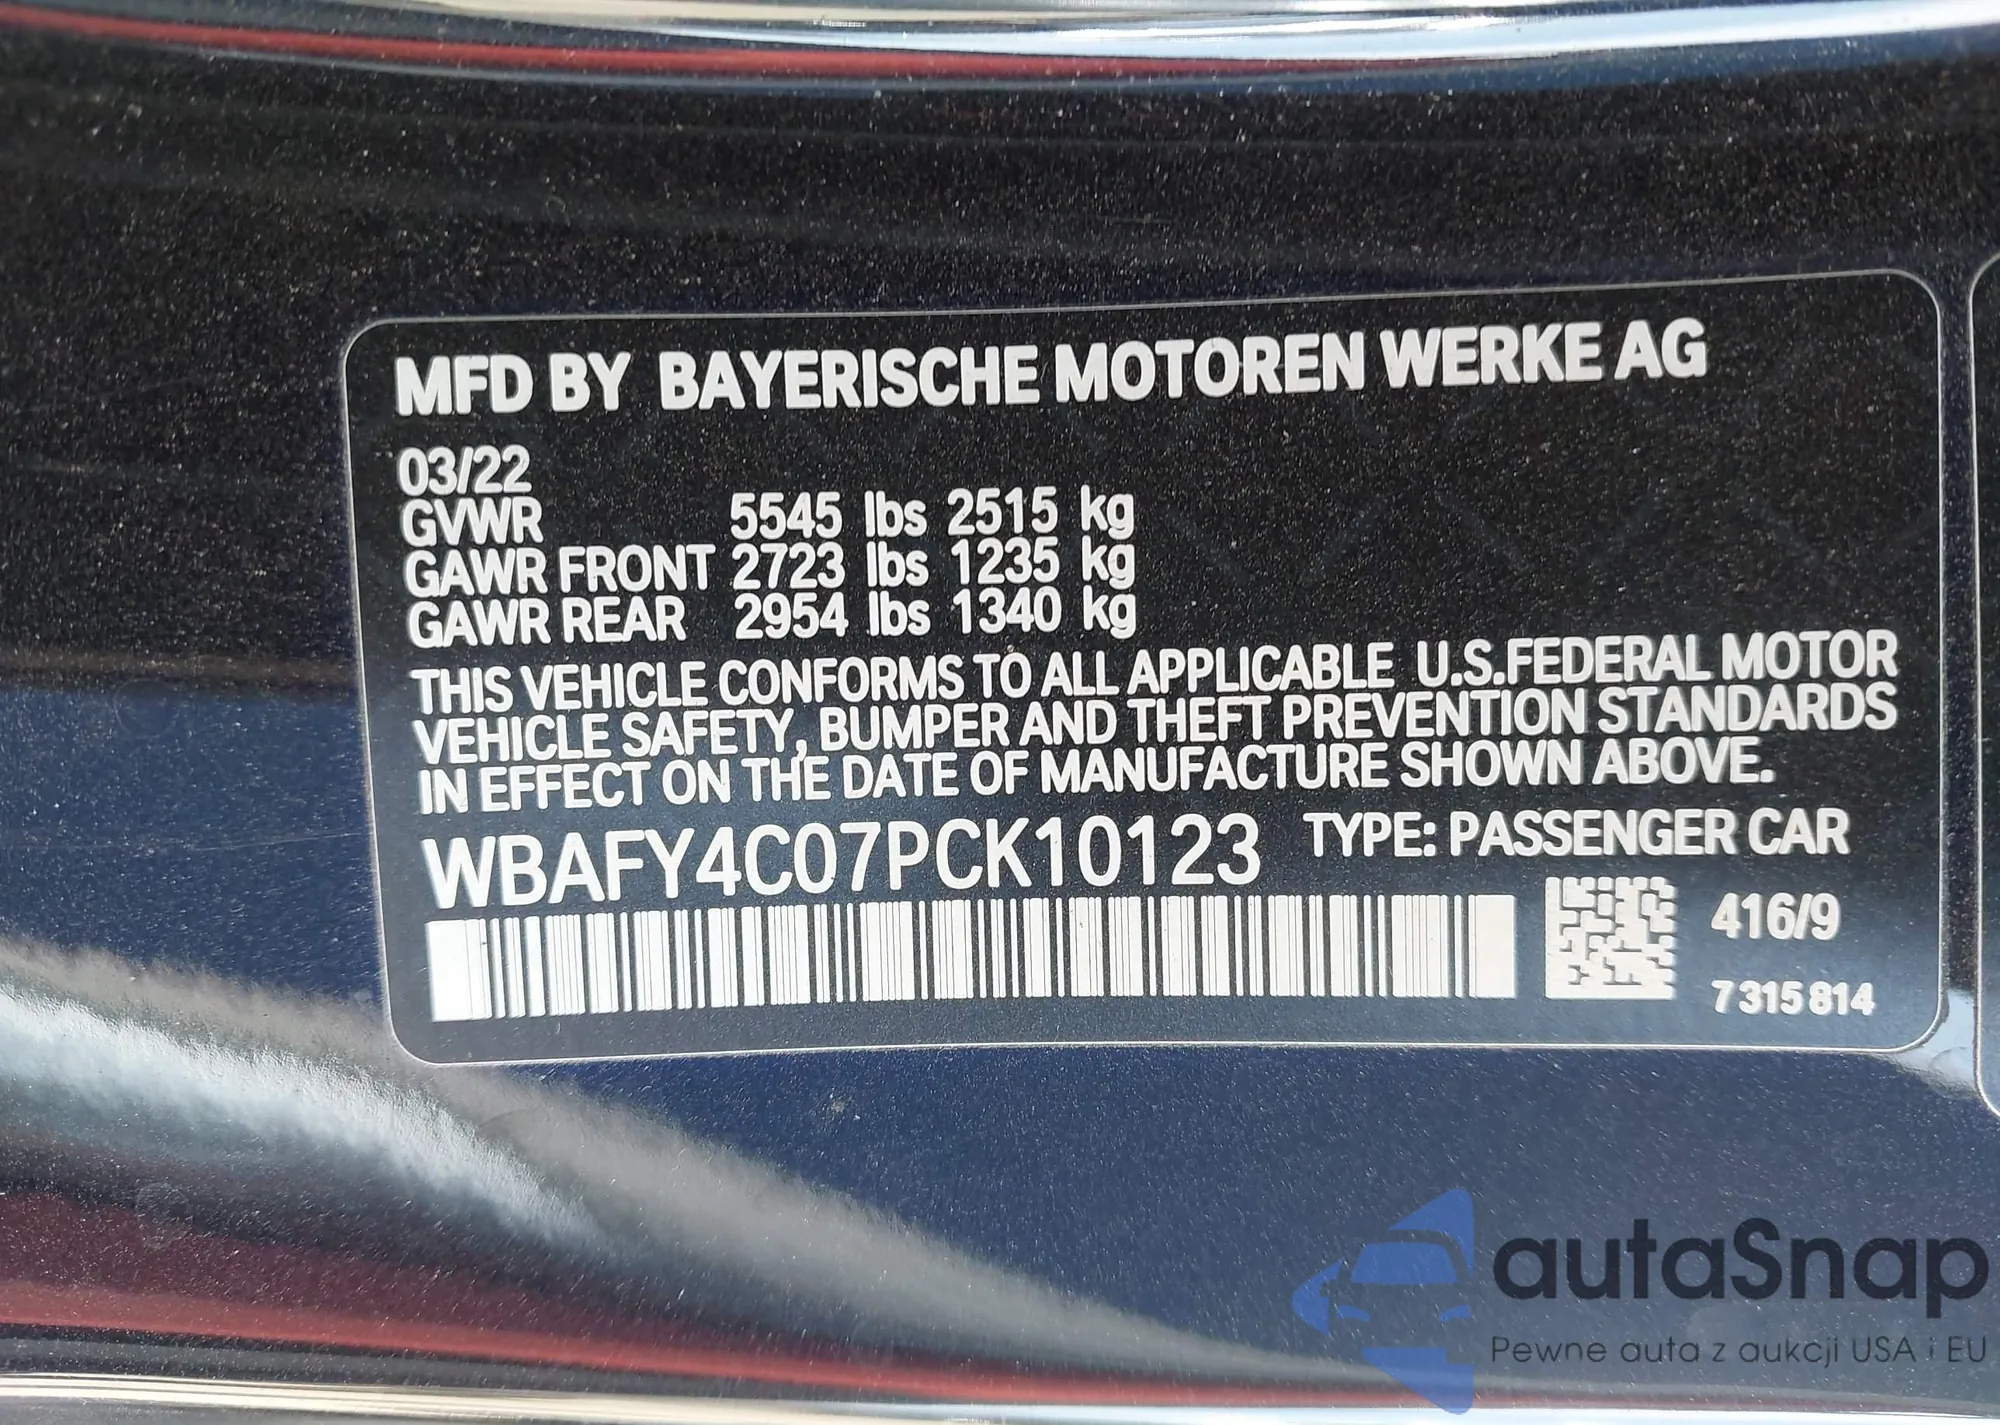 MFD BY BAYERISCHE MOTOREN WERKE AG
03/22
GVWR 5545 lbs 2515 kg
GAWR FRONT 2723 lbs 1235 kg
GAWR REAR 2954 lbs 1340 kg
THIS VEHICLE CONFORMS TO ALL APPLICABLE U.S.FEDERAL MOTOR
VEHICLE SAFETY, BUMPER AND THEFT PREVENTION STANDARDS
IN EFFECT ON THE DATE OF MANUFACTURE SHOWN ABOVE.
WBAFY4C07PCK10123 TYPE: PASSENGER CAR
416/9
7 315 814
autaSnap
Pewne auta z aukcji USA i EU